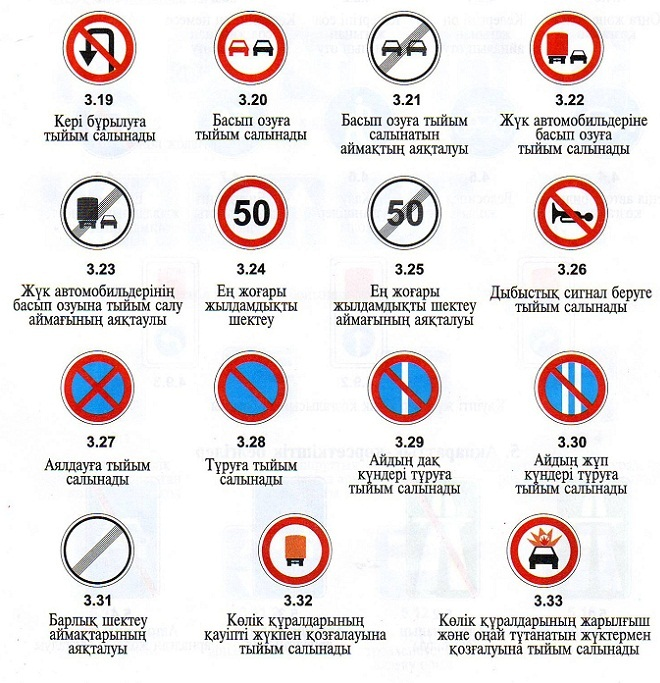 3.19 3.20 3.21 3.22
Кері бұрылуға Басып озуға Басып озуға тыйым Жүк автомобильдеріне
тыйым салынады тыйым салынады салынатын басып озуға
аймақтың аяқталуы тыйым салынады
50 50
3.23 3.24 3.25 3.26
Жүк автомобильдерінің Ең жоғары Ең жоғары Дыбыстық сигнал беруге
басып озуына тыйым салу жылдамдықты жылдамдықты шектеу тыйым салынады
аймағының аяқтаулы шектеу аймағының аяқталуы
3.27 3.28 3.29 3.30
Аялдауға тыйым Тұруға тыйым Айдың дақ Айдың жұп
салынады салынады күндері тұруға күндері тұруға
тыйым салынады тыйым салынады
3.31 3.32 3.33
Барлық шектеу Көлік құралдарының Көлік құралдарының жарылғыш
аймақтарының қауіпті жүкпен қозғалауына және оңай тұтанатын жүктермен
аяқталуы тыйым салынады қозғалуына тыйым салынады